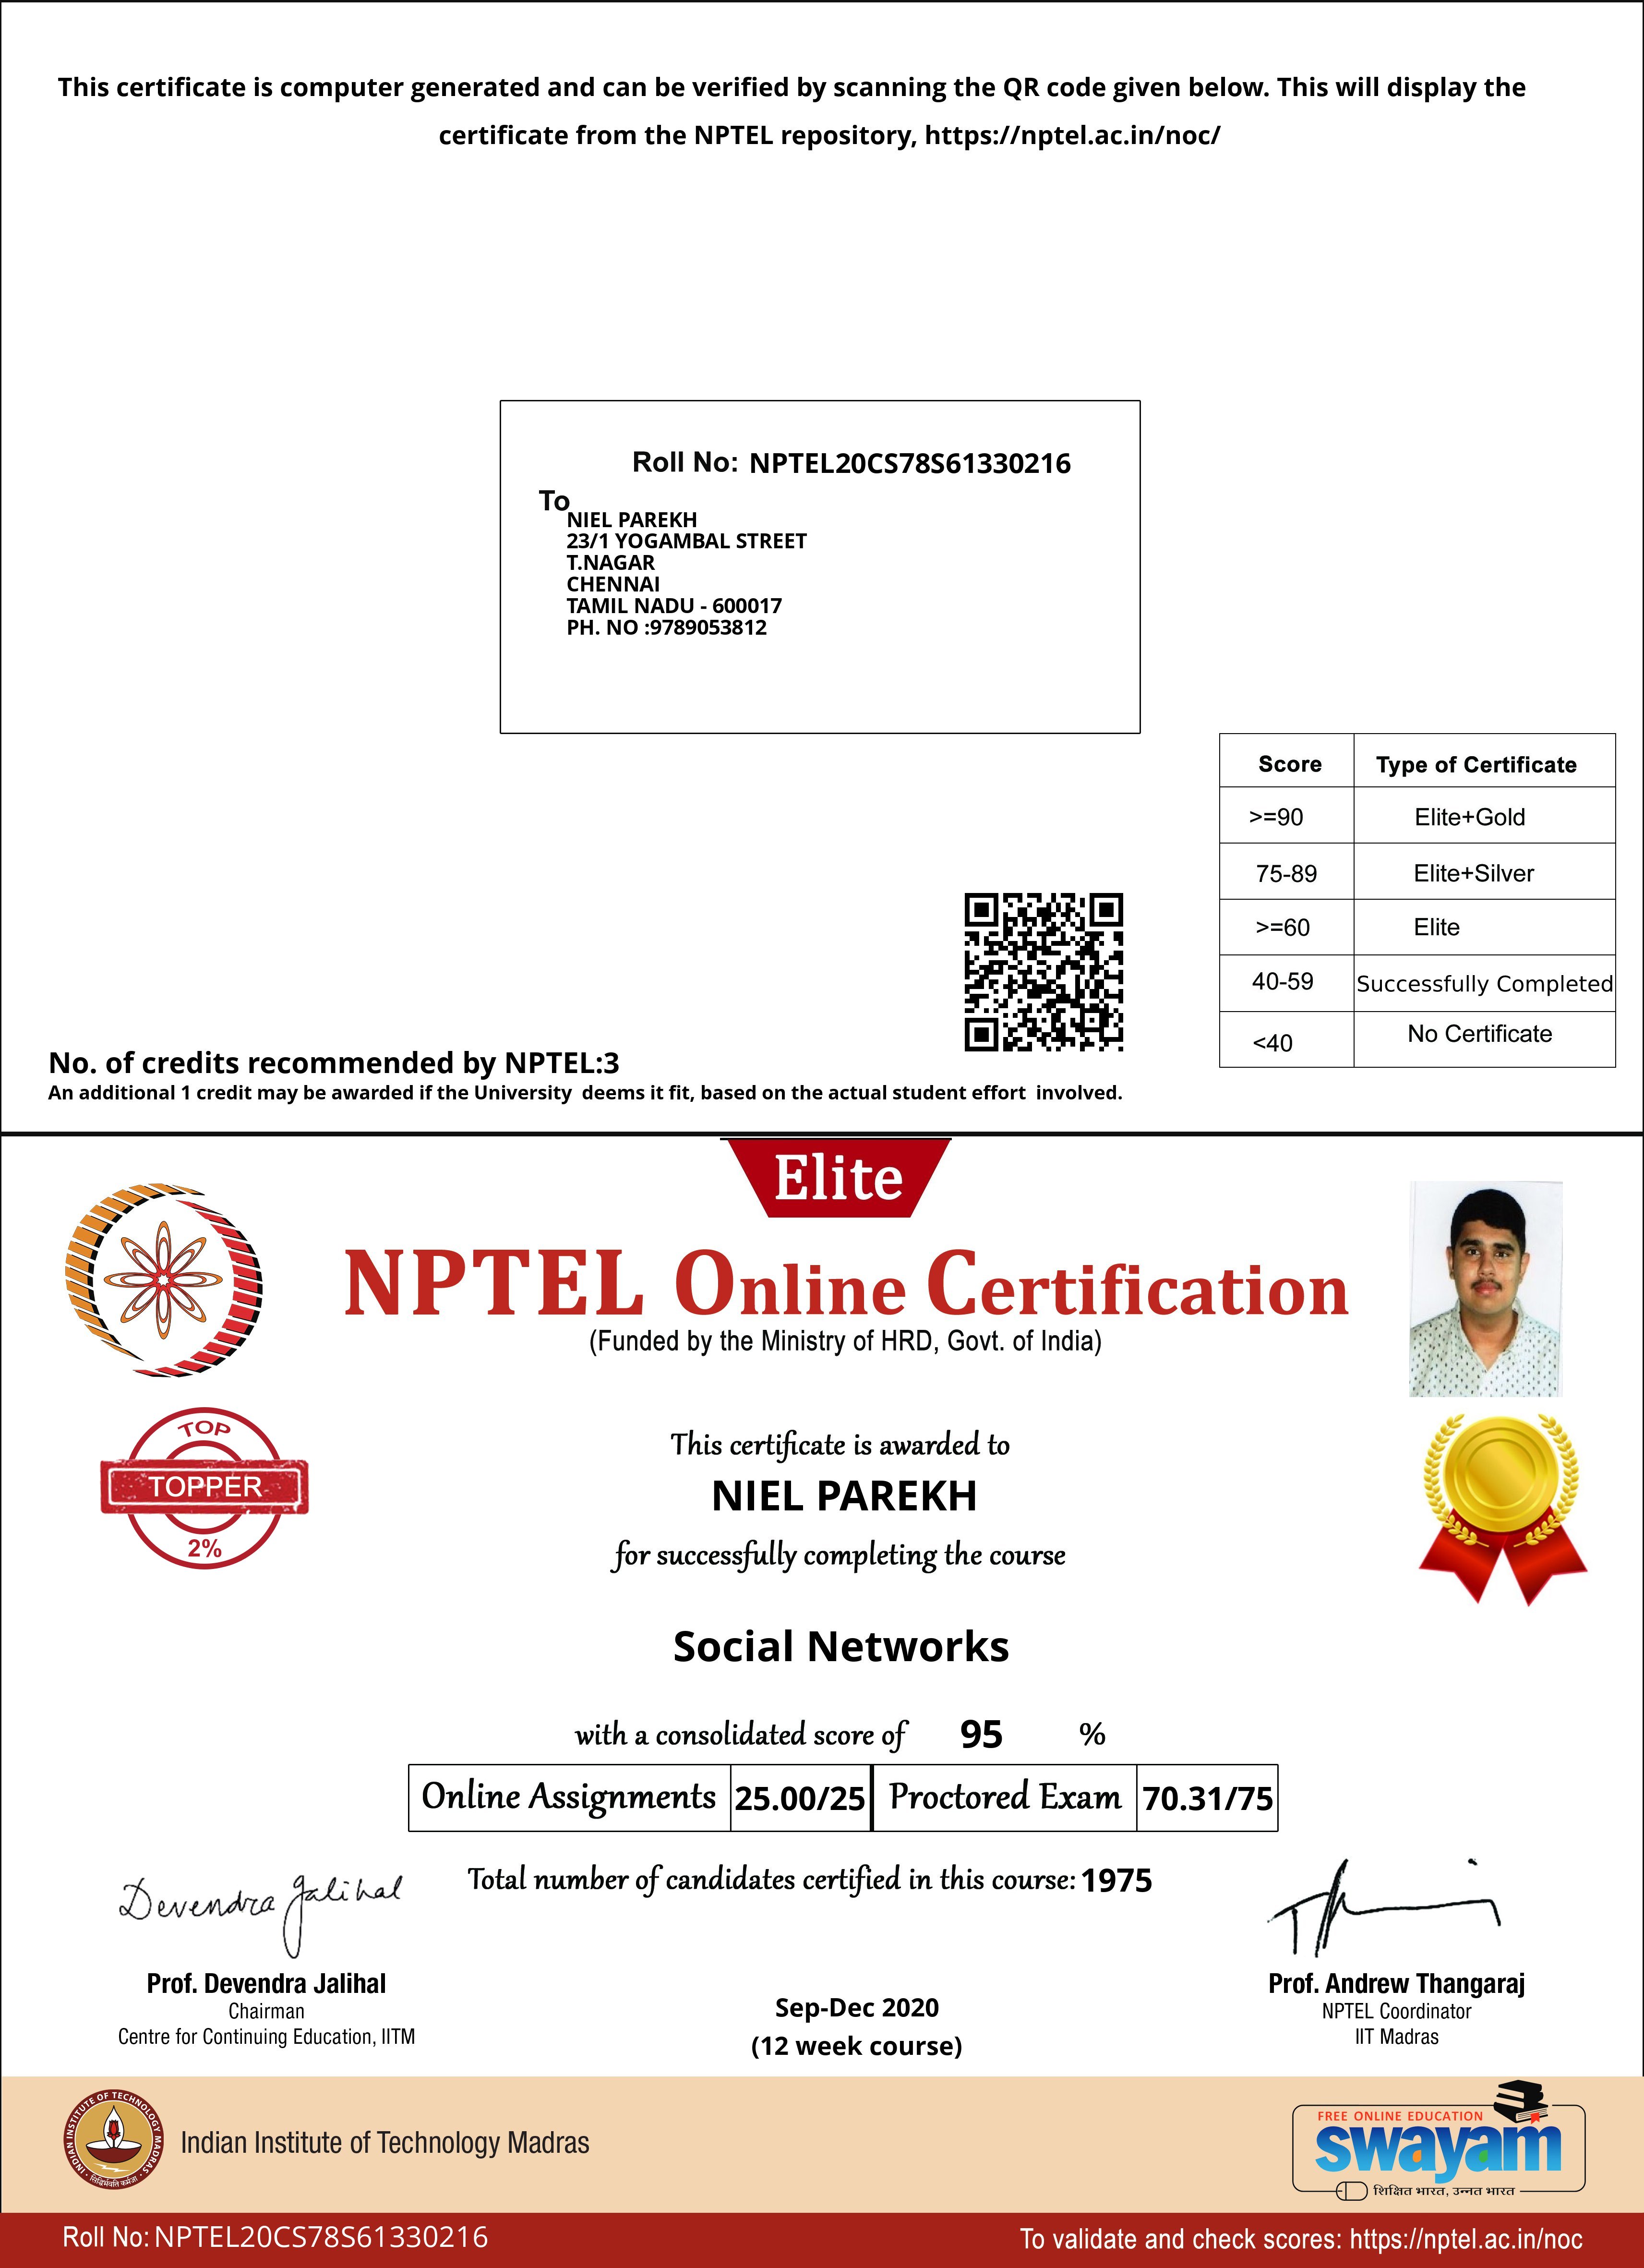 This certificate is computer generated and can be verified by scanning the QR code given below. This will display the
certificate from the NPTEL repository, https://nptel.ac.in/noc/
Roll No: NPTEL20CS78S61330216
To
NIEL PAREKH
23/1 YOGAMBAL STREET
T.NAGAR
CHENNAI
TAMIL NADU - 600017
PH. NO :9789053812
Score Type of Certificate
>=90 Elite+Gold
75-89 Elite+Silver
>=60 Elite
40-59 Successfully Completed
<40 No Certificate
No. of credits recommended by NPTEL:3
An additional 1 credit may be awarded if the University deems it fit, based on the actual student effort involved.
Elite
NPTEL Online Certification
(Funded by the Ministry of HRD, Govt. of India)
TOP
TOPPER
2%
This certificate is awarded to
NIEL PAREKH
for successfully completing the course
Social Networks
with a consolidated score of 95 %
Online Assignments 25.00/25 Proctored Exam 70.31/75
Total number of candidates certified in this course: 1975
Devendra Jalihal
Prof. Devendra Jalihal
Chairman
Centre for Continuing Education, IITM
Sep-Dec 2020
(12 week course)
Prof. Andrew Thangaraj
NPTEL Coordinator
IIT Madras
INDIAN INSTITUTE OF TECHNOLOGY MADRAS
सिद्धिर्भवति कर्मजा
Indian Institute of Technology Madras
FREE ONLINE EDUCATION
swayam
शिक्षित भारत, उन्नत भारत
Roll No: NPTEL20CS78S61330216
To validate and check scores: https://nptel.ac.in/noc